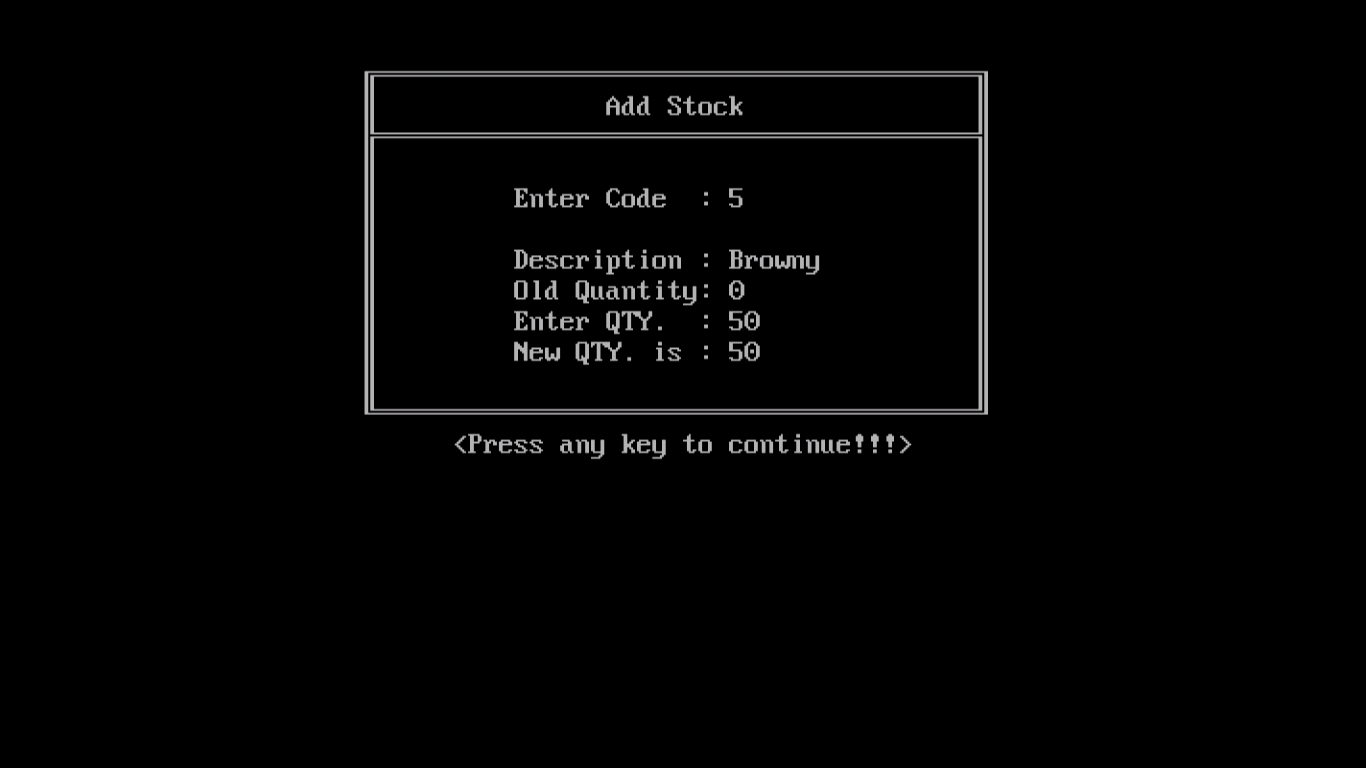 Add Stock
Enter Code  : 5
Description : Browny
Old Quantity: 0
Enter QTY.  : 50
New QTY. is : 50
<Press any key to continue!!!>